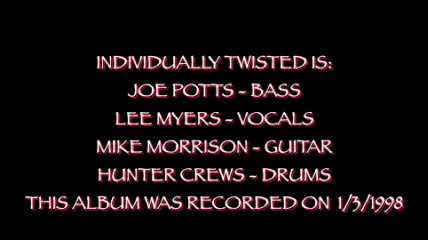 INDIVIDUALLY TWISTED IS:
JOE POTTS - BASS
LEE MYERS - VOCALS
MIKE MORRISON - GUITAR
HUNTER CREWS - DRUMS
THIS ALBUM WAS RECORDED ON 1/3/1998